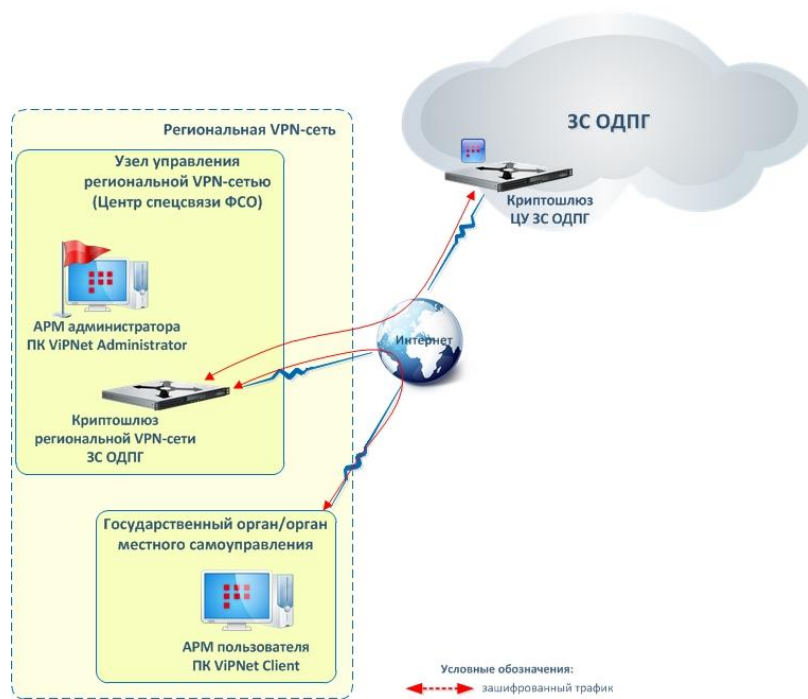 ЗС ОДПГ
Криптошлюз
ЦУ ЗС ОДПГ
Региональная VPN-сеть
Узел управления
региональной VPN-сетью
(Центр спецсвязи ФСО)
АРМ администратора
ПК ViPNet Administrator
Интернет
Криптошлюз
региональной VPN-сети
ЗС ОДПГ
Государственный орган/орган
местного самоуправления
АРМ пользователя
ПК ViPNet Client
Условные обозначения:
зашифрованный трафик